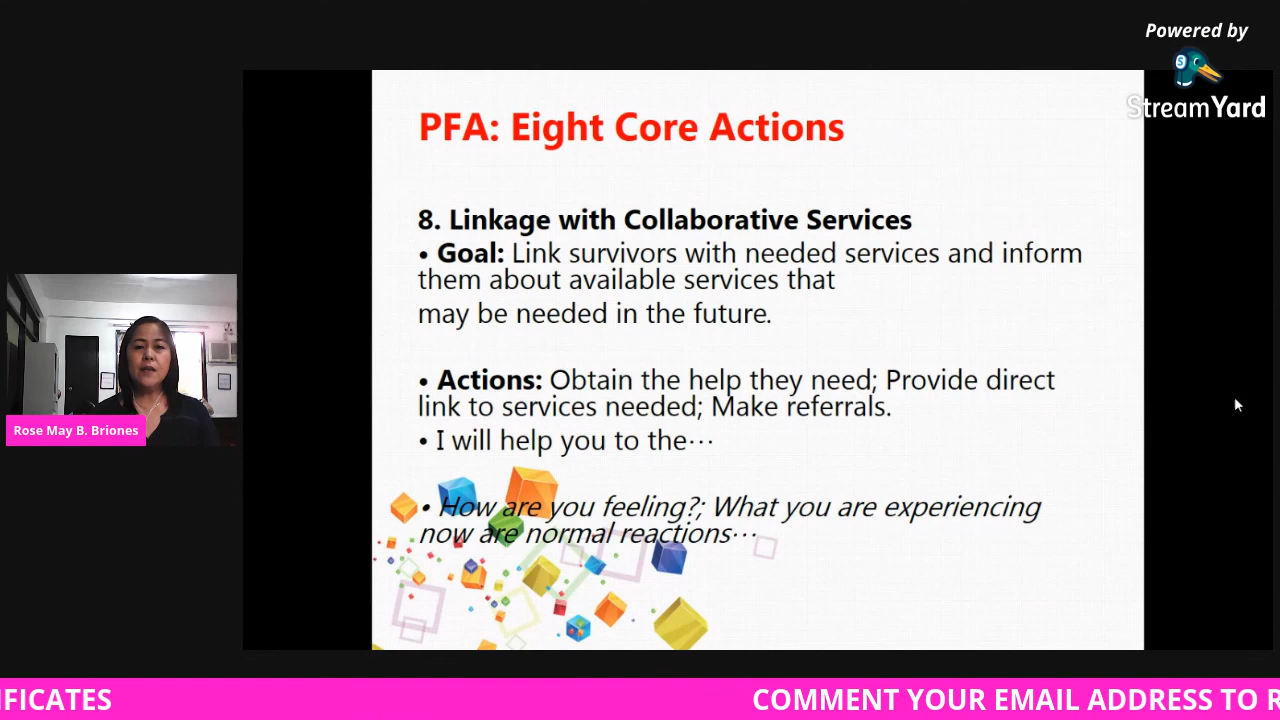 Powered by
StreamYard
PFA: Eight Core Actions
8. Linkage with Collaborative Services
• Goal: Link survivors with needed services and inform
them about available services that
may be needed in the future.
• Actions: Obtain the help they need; Provide direct
link to services needed; Make referrals.
• I will help you to the···
• How are you feeling?; What you are experiencing
now are normal reactions···
Rose May B. Briones
IFICATES COMMENT YOUR EMAIL ADDRESS TO R